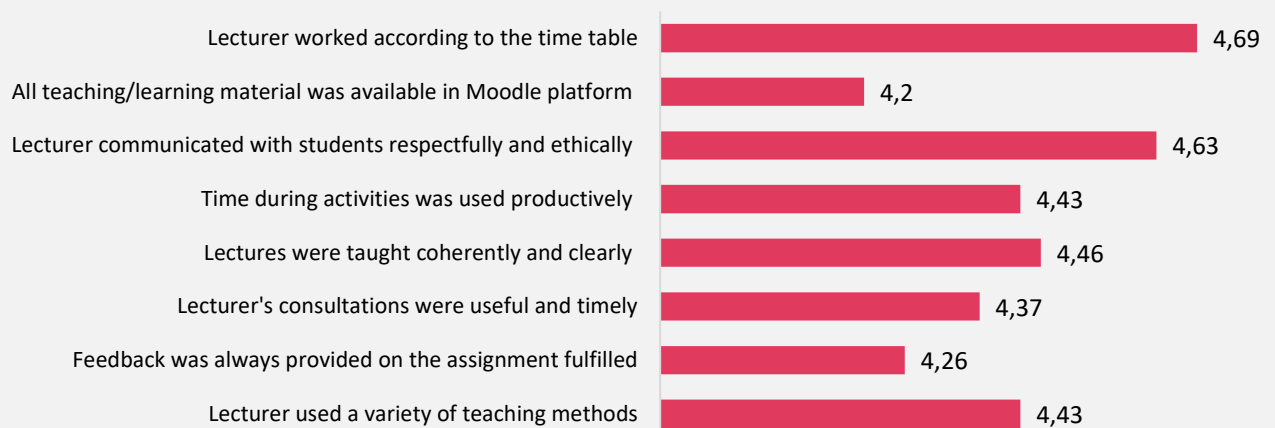 Lecturer worked according to the time table 4,69
All teaching/learning material was available in Moodle platform 4,2
Lecturer communicated with students respectfully and ethically 4,63
Time during activities was used productively 4,43
Lectures were taught coherently and clearly 4,46
Lecturer's consultations were useful and timely 4,37
Feedback was always provided on the assignment fulfilled 4,26
Lecturer used a variety of teaching methods 4,43